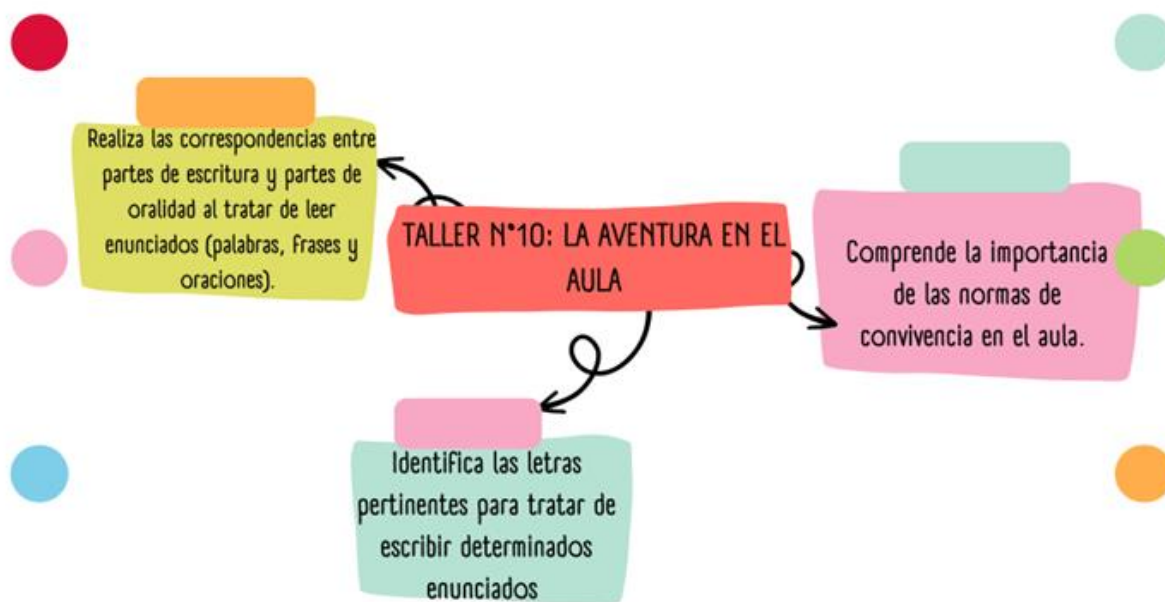 Realiza las correspondencias entre
partes de escritura y partes de
oralidad al tratar de leer
enunciados (palabras, frases y
oraciones).
TALLER N°10: LA AVENTURA EN EL
AULA
Comprende la importancia
de las normas de
convivencia en el aula.
Identifica las letras
pertinentes para tratar de
escribir determinados
enunciados